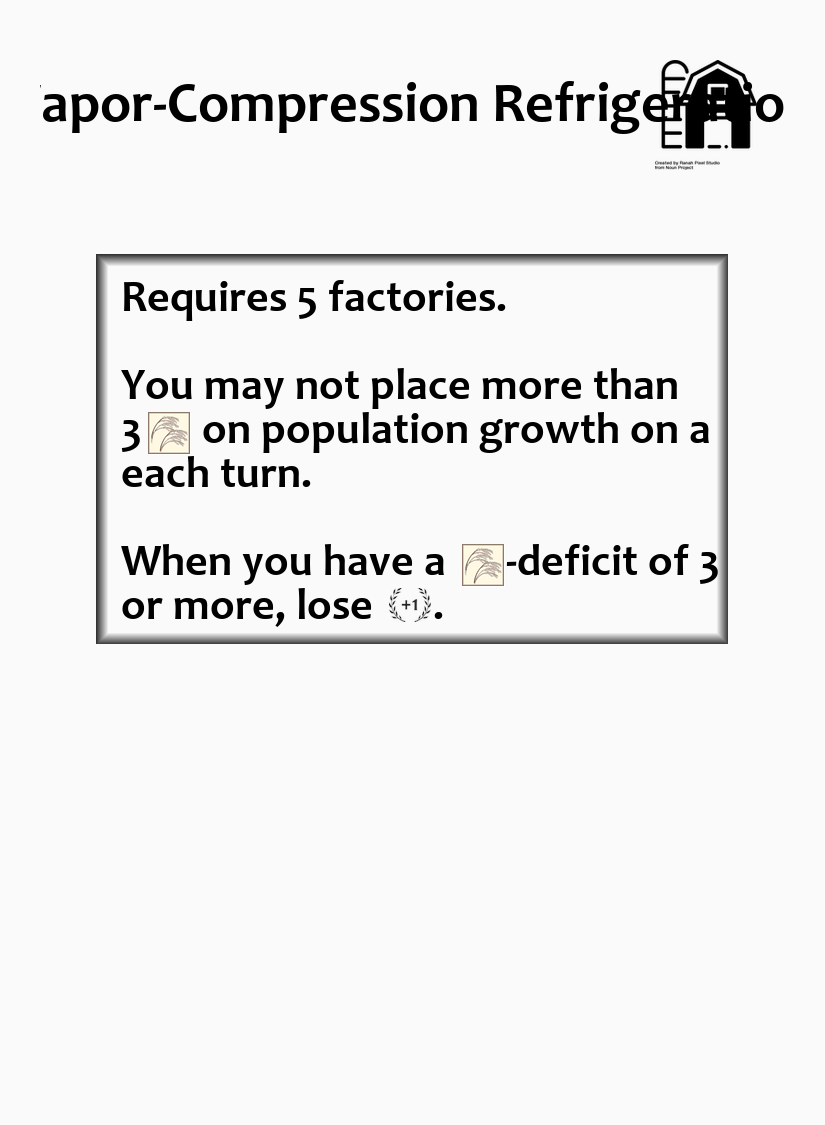 apor-Compression Refrigeratio
Created by Ranah Pixel Studio
from Noun Project
Requires 5 factories.
You may not place more than
3 on population growth on a
each turn.
When you have a -deficit of 3
or more, lose +1.